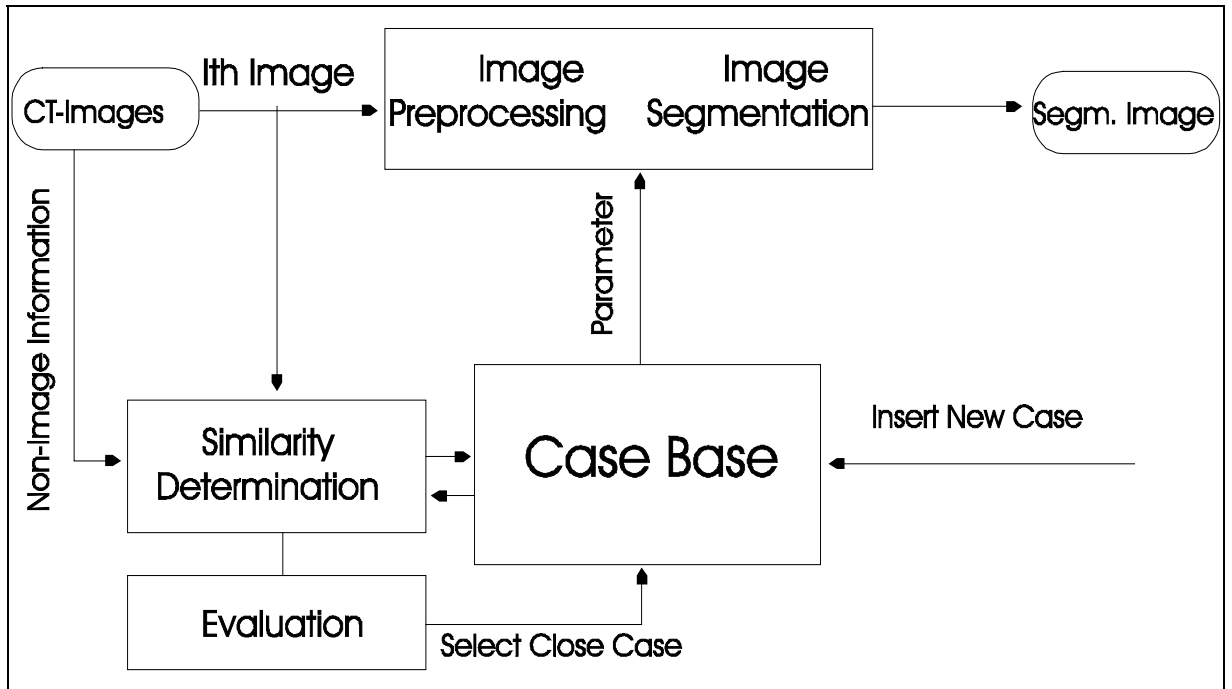 Ith Image
CT-Images
Image
Preprocessing
Image
Segmentation
Segm. Image
Non-Image Information
Parameter
Similarity
Determination
Case Base
Insert New Case
Evaluation
Select Close Case